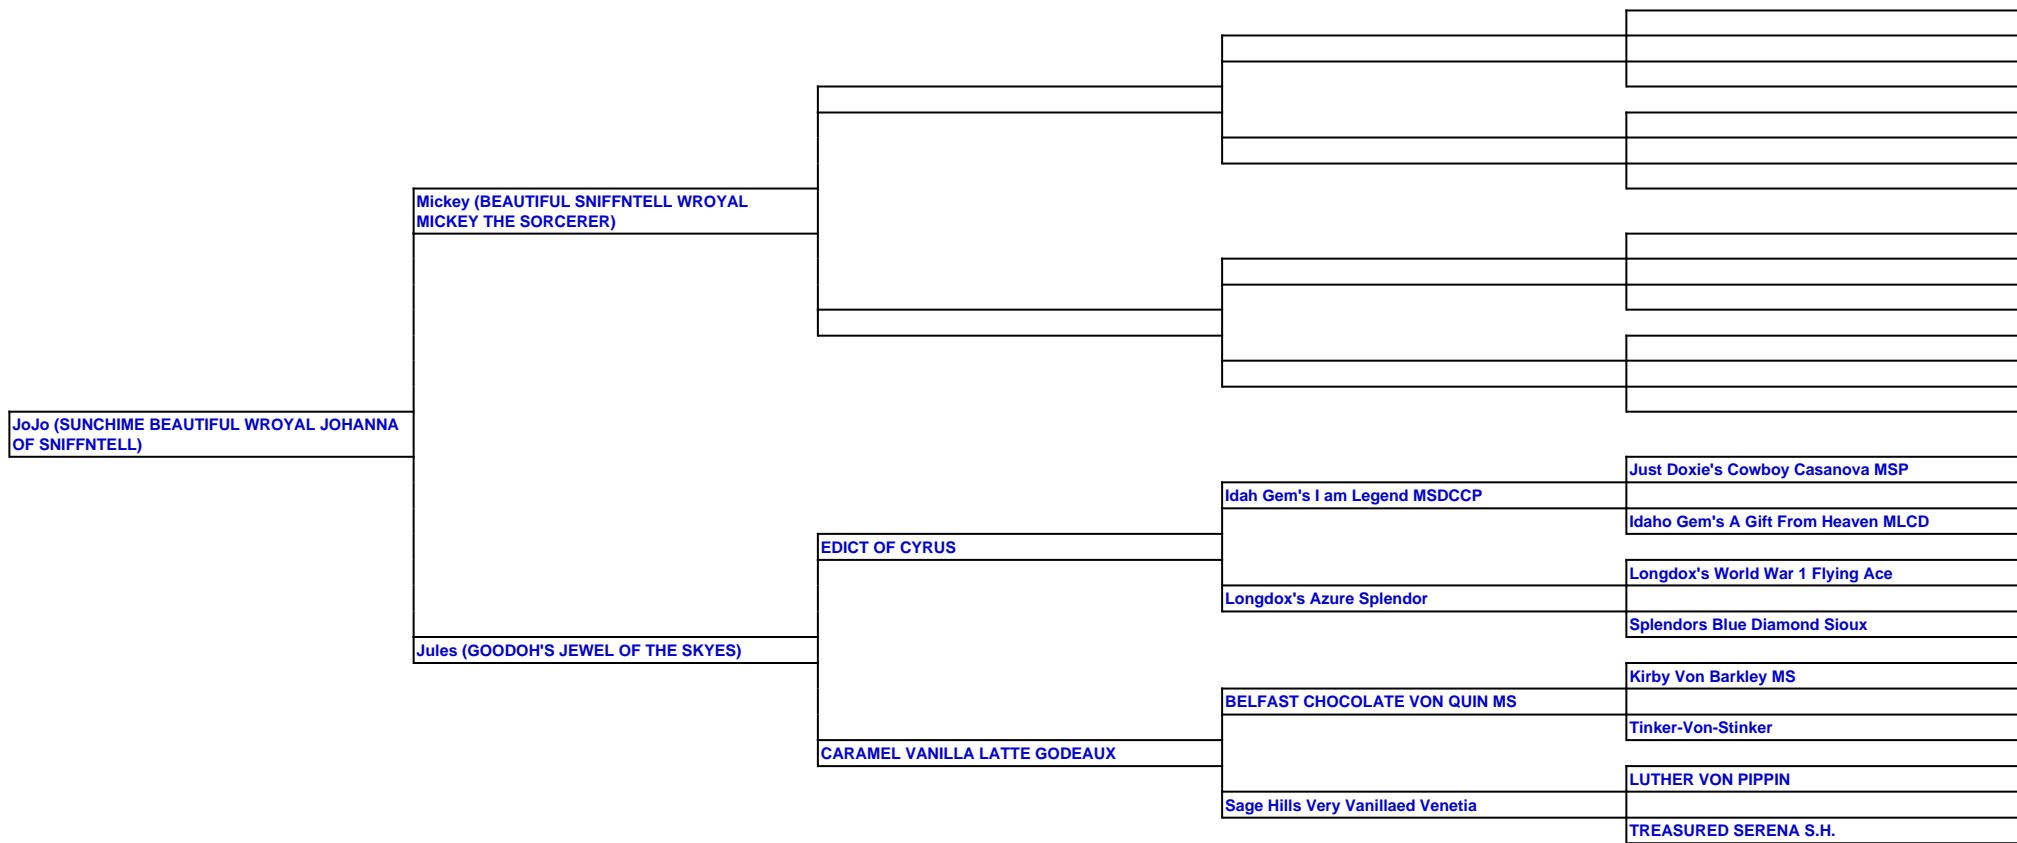 Mickey (BEAUTIFUL SNIFFNTELL WROYAL
MICKEY THE SORCERER)
JoJo (SUNCHIME BEAUTIFUL WROYAL JOHANNA
OF SNIFFNTELL)
Just Doxie's Cowboy Casanova MSP
Idah Gem's I am Legend MSDCCP
Idaho Gem's A Gift From Heaven MLCD
EDICT OF CYRUS
Longdox's World War 1 Flying Ace
Longdox's Azure Splendor
Splendors Blue Diamond Sioux
Jules (GOODOH'S JEWEL OF THE SKYES)
Kirby Von Barkley MS
BELFAST CHOCOLATE VON QUIN MS
Tinker-Von-Stinker
CARAMEL VANILLA LATTE GODEAUX
LUTHER VON PIPPIN
Sage Hills Very Vanillaed Venetia
TREASURED SERENA S.H.